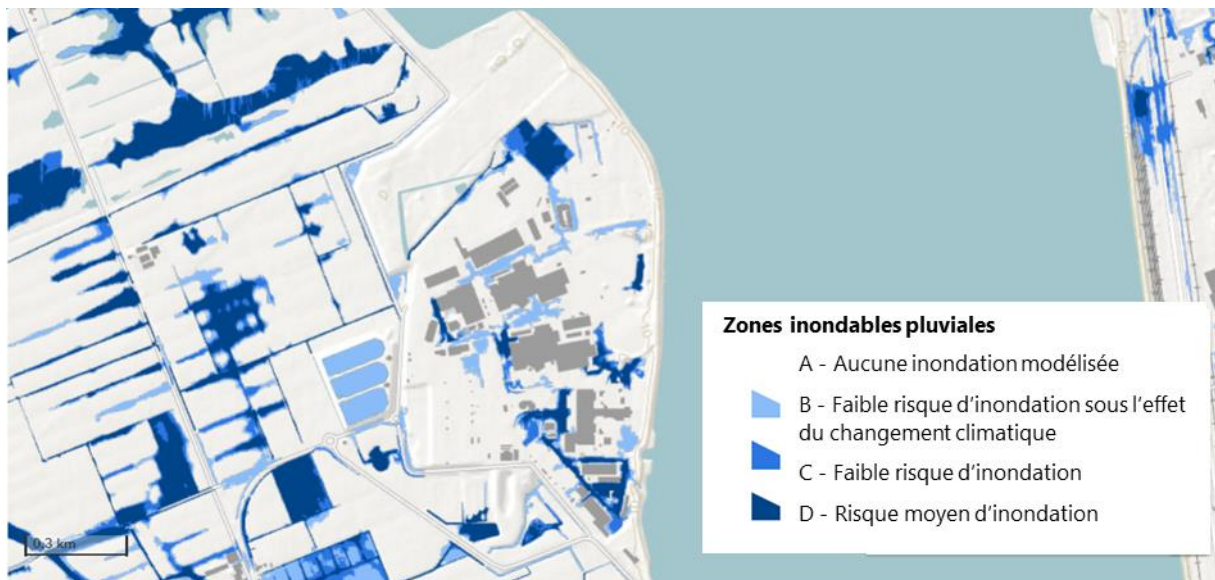 Zones inondables pluviales
A - Aucune inondation modélisée
B - Faible risque d'inondation sous l'effet
du changement climatique
C - Faible risque d'inondation
D - Risque moyen d'inondation
0,3 km